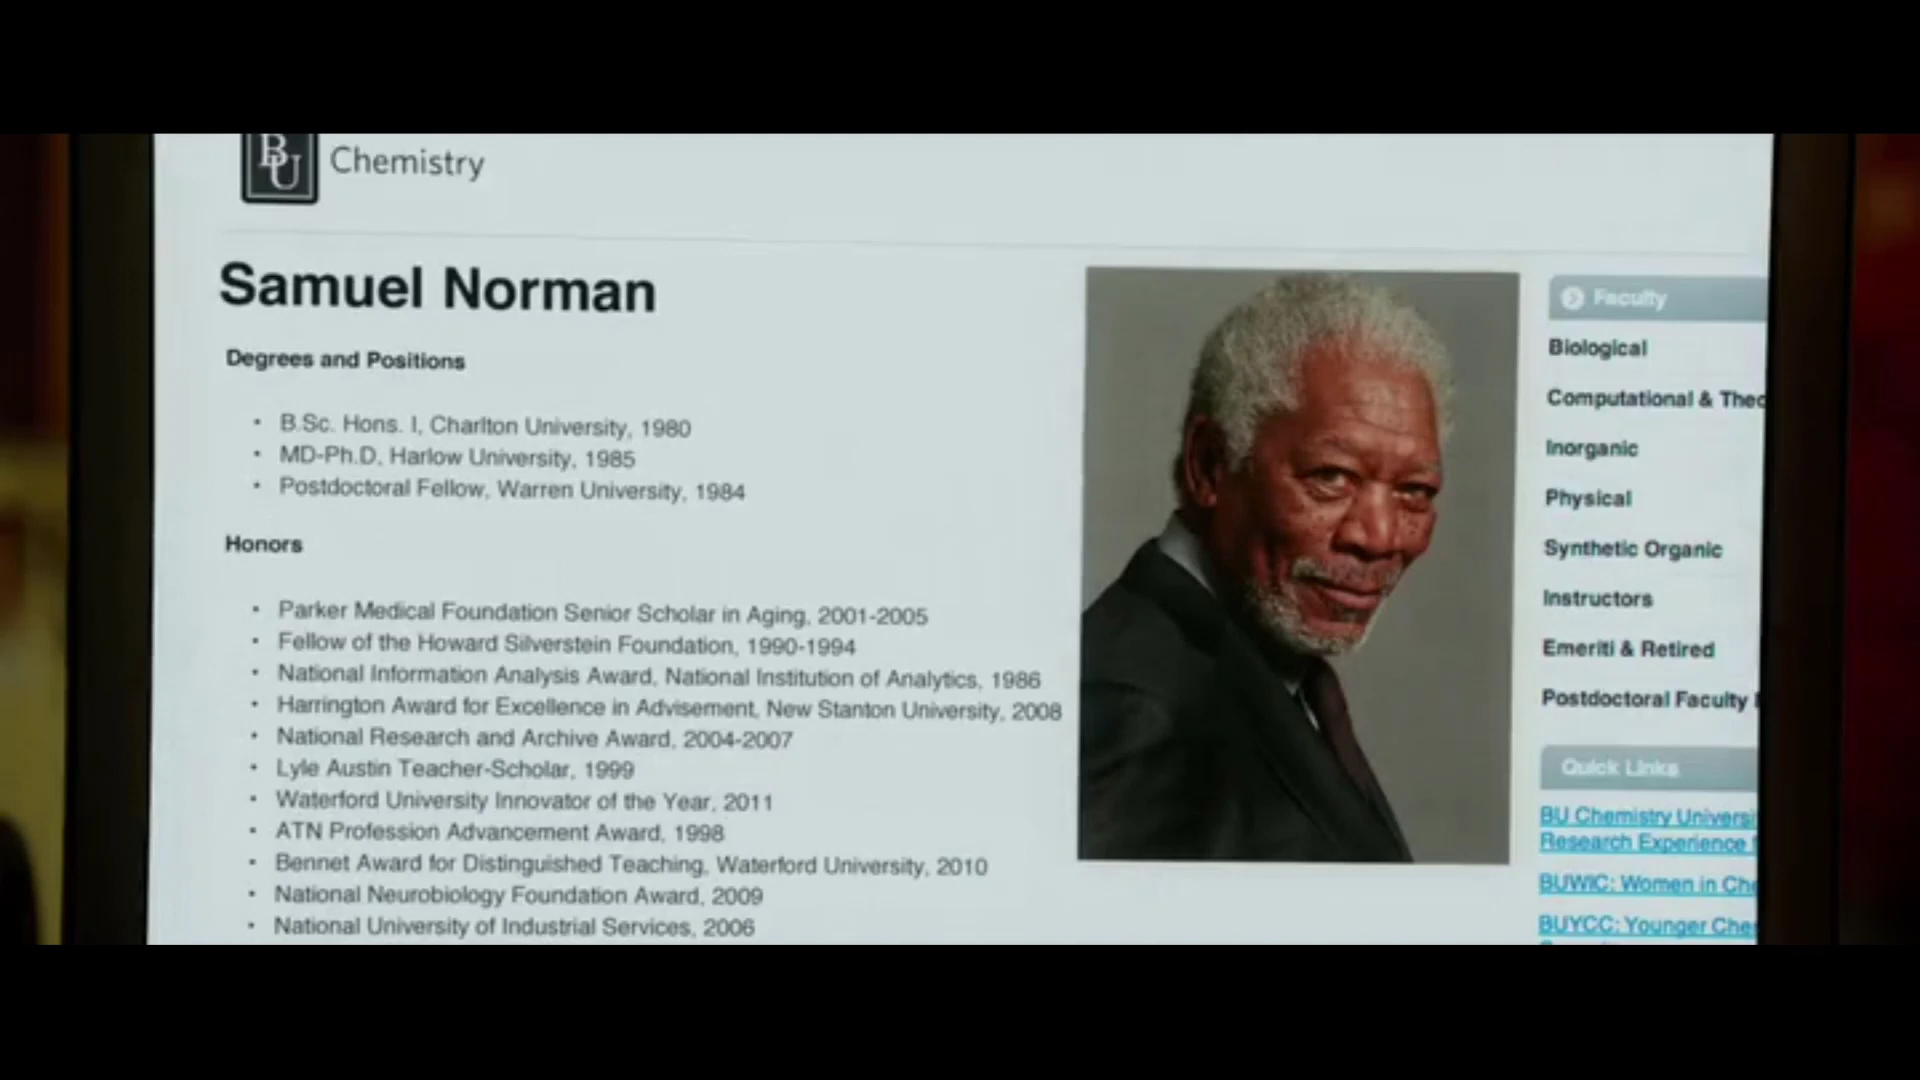 BU
Chemistry
Samuel Norman
Degrees and Positions
• B.Sc. Hons. I, Charlton University, 1980
• MD-Ph.D, Harlow University, 1985
• Postdoctoral Fellow, Warren University, 1984
Honors
• Parker Medical Foundation Senior Scholar in Aging, 2001-2005
• Fellow of the Howard Silverstein Foundation, 1990-1994
• National Information Analysis Award, National Institution of Analytics, 1986
• Harrington Award for Excellence in Advisement, New Stanton University, 2008
• National Research and Archive Award, 2004-2007
• Lyle Austin Teacher-Scholar, 1999
• Waterford University Innovator of the Year, 2011
• ATN Profession Advancement Award, 1998
• Bennet Award for Distinguished Teaching, Waterford University, 2010
• National Neurobiology Foundation Award, 2009
• National University of Industrial Services, 2006
Faculty
Biological
Computational & Theo
Inorganic
Physical
Synthetic Organic
Instructors
Emeriti & Retired
Postdoctoral Faculty
Quick Links
BU Chemistry Universi
Research Experience
BUWIC: Women in Che
BUYCC: Younger Che